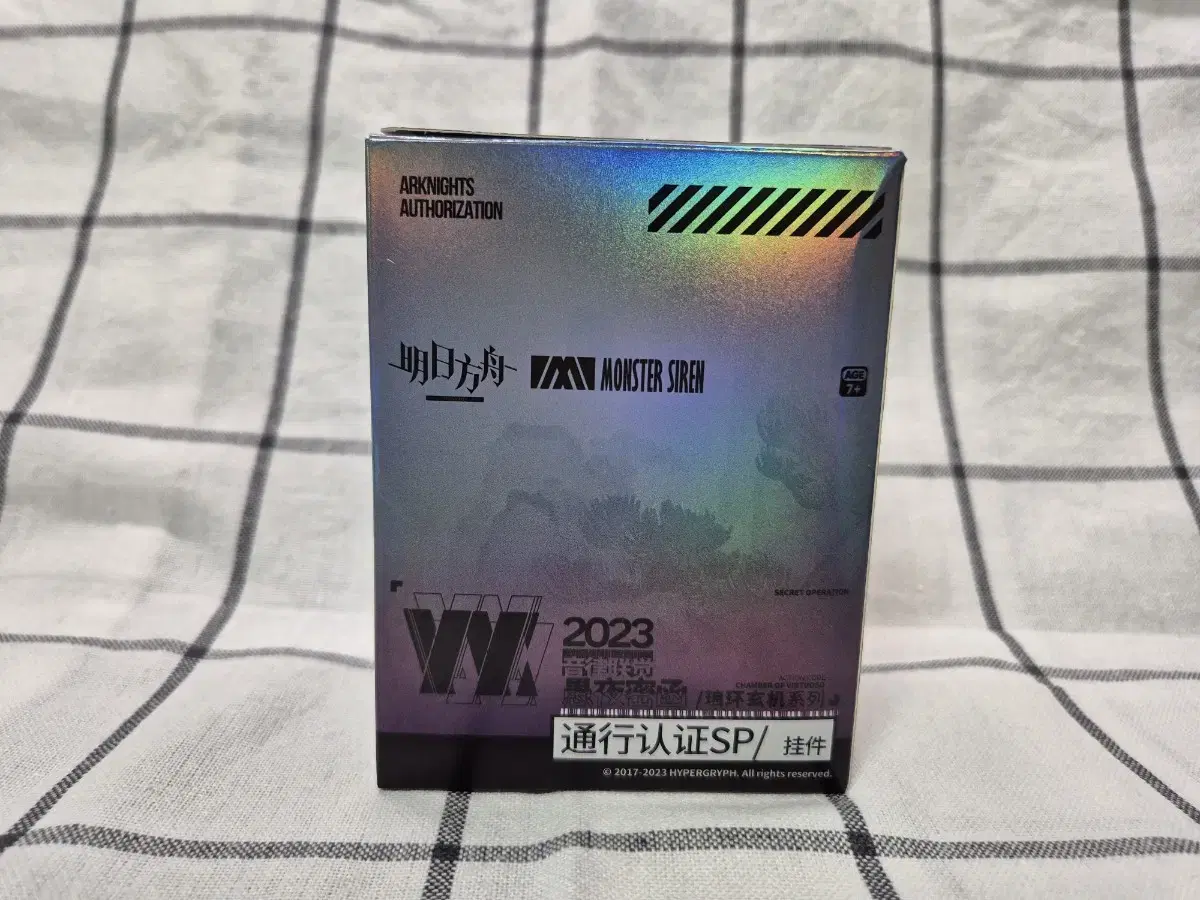 ARKNIGHTS
AUTHORIZATION
明日方舟
MONSTER SIREN
AGE
7+
SECRET OPERATION
2023
音律联觉
CHAMBER OF VIRTUOSO
/琅环玄机系列
通行认证SP/ 挂件
© 2017-2023 HYPERGRYPH. All rights reserved.